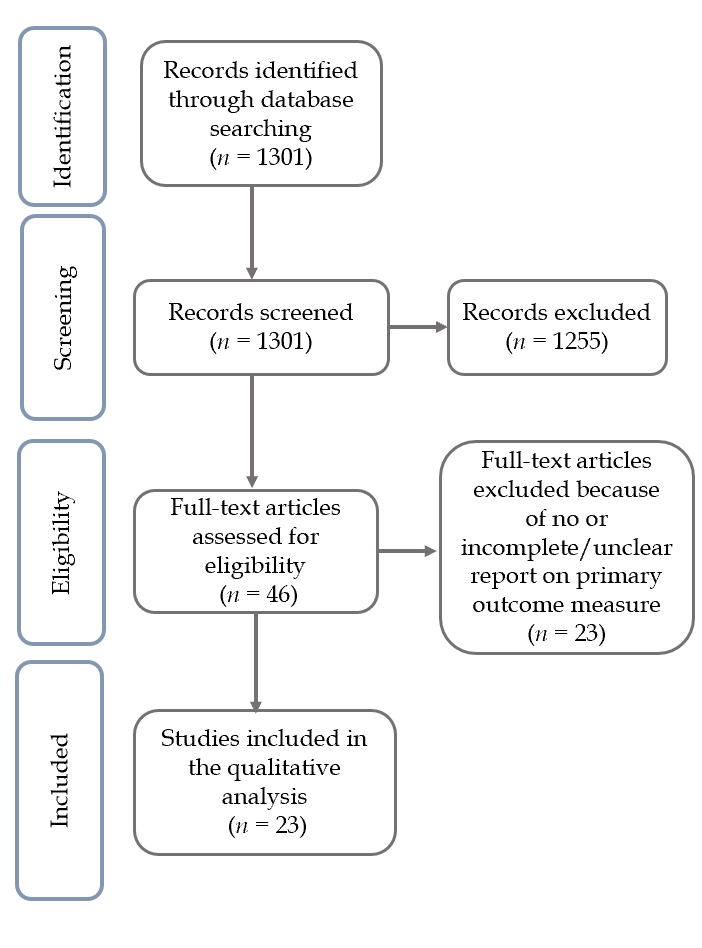 Identification
Records identified
through database
searching
(n = 1301)
Screening
Records screened
(n = 1301)
Records excluded
(n = 1255)
Eligibility
Full-text articles
assessed for
eligibility
(n = 46)
Full-text articles
excluded because
of no or
incomplete/unclear
report on primary
outcome measure
(n = 23)
Included
Studies included in
the qualitative
analysis
(n = 23)